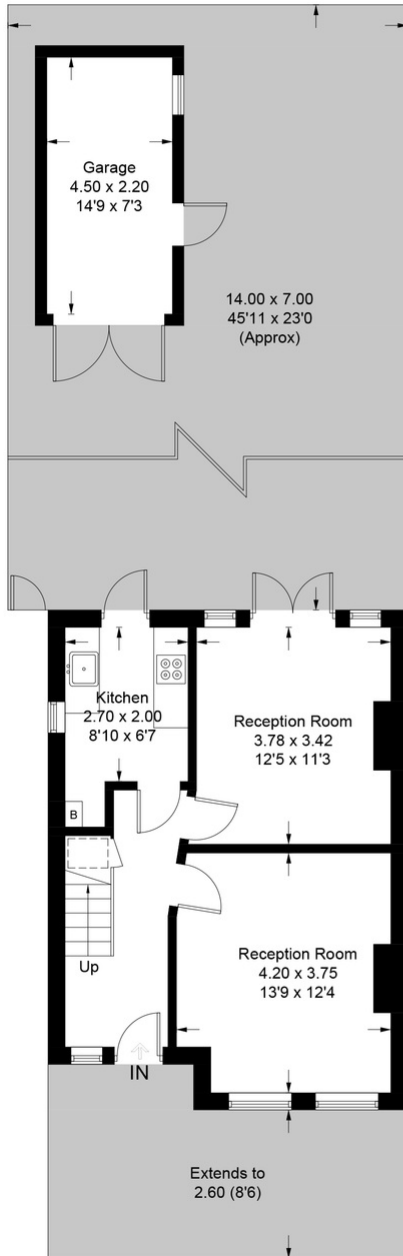 Garage
4.50 x 2.20
14'9 x 7'3
14.00 x 7.00
45'11 x 23'0
(Approx)
Kitchen
2.70 x 2.00
8'10 x 6'7
Reception Room
3.78 x 3.42
12'5 x 11'3
B
Up
Reception Room
4.20 x 3.75
13'9 x 12'4
IN
Extends to
2.60 (8'6)